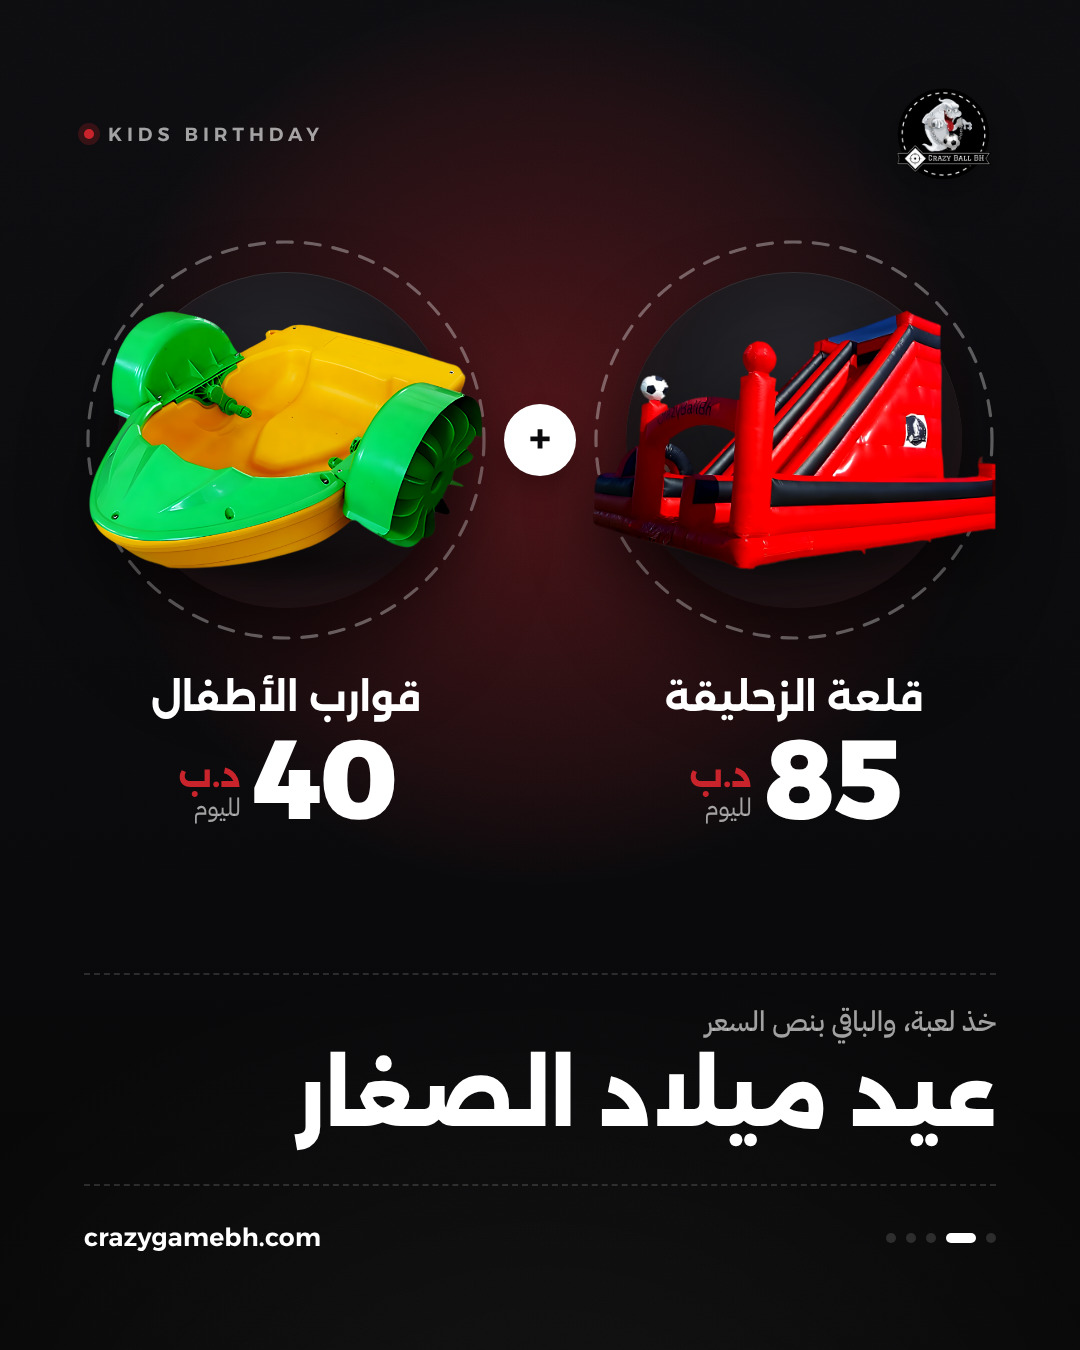 KIDS BIRTHDAY
CRAZY BALL BH
+
قلعة الزحليقة
85 د.ب
لليوم
قوارب الأطفال
40 د.ب
لليوم
خذ لعبة، والباقي بنص السعر
عيد ميلاد الصغار
crazygamebh.com